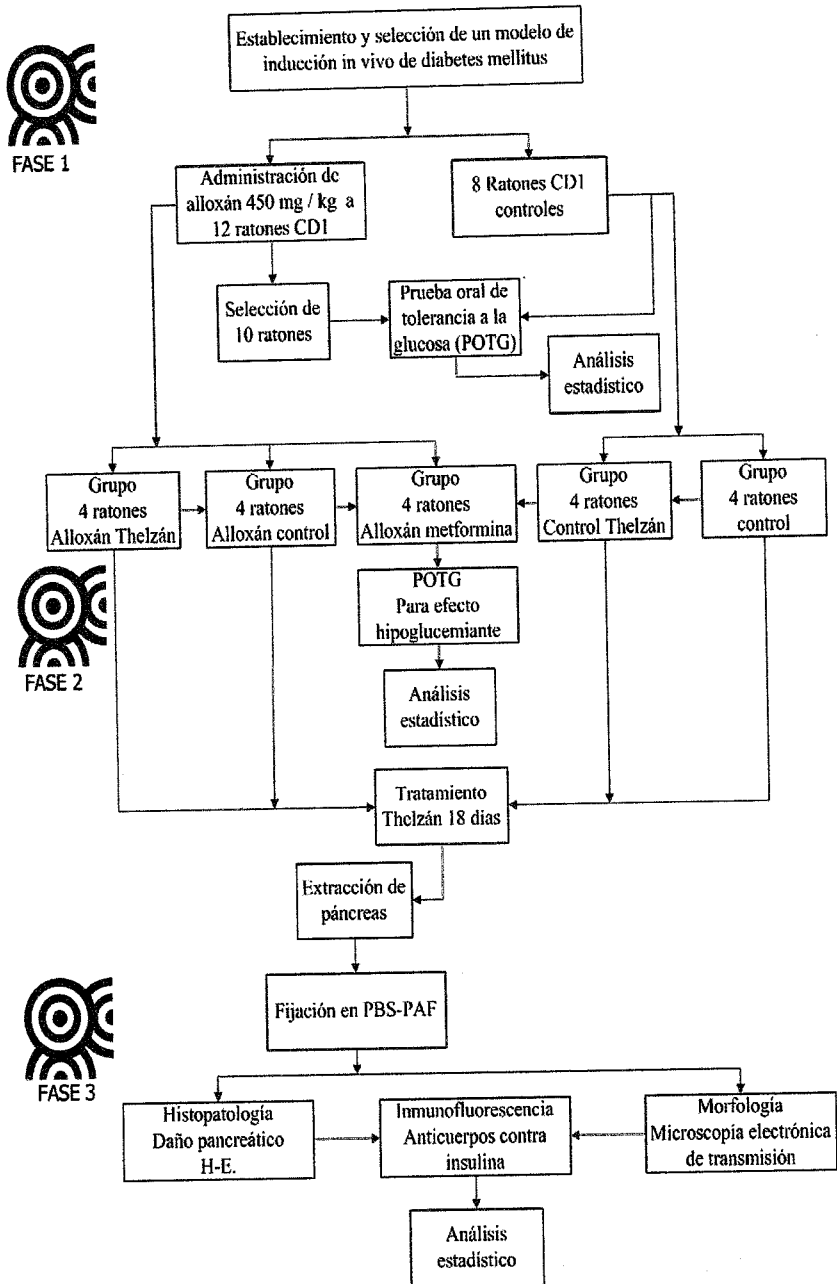 Establecimiento y selección de un modelo de
inducción in vivo de diabetes mellitus
FASE 1
Administración de
alloxán 450 mg / kg a
12 ratones CD1
8 Ratones CD1
controles
Selección de
10 ratones
Prueba oral de
tolerancia a la
glucosa (POTG)
Análisis
estadístico
Grupo
4 ratones
Alloxán Thelzán
Grupo
4 ratones
Alloxán control
Grupo
4 ratones
Alloxán metformina
Grupo
4 ratones
Control Thelzán
Grupo
4 ratones
control
FASE 2
POTG
Para efecto
hipoglucemiante
Análisis
estadístico
Tratamiento
Thelzán 18 dias
Extracción de
páncreas
Fijación en PBS-PAF
FASE 3
Histopatología
Daño pancreático
H-E.
Inmunofluorescencia
Anticuerpos contra
insulina
Morfología
Microscopía electrónica
de transmisión
Análisis
estadístico